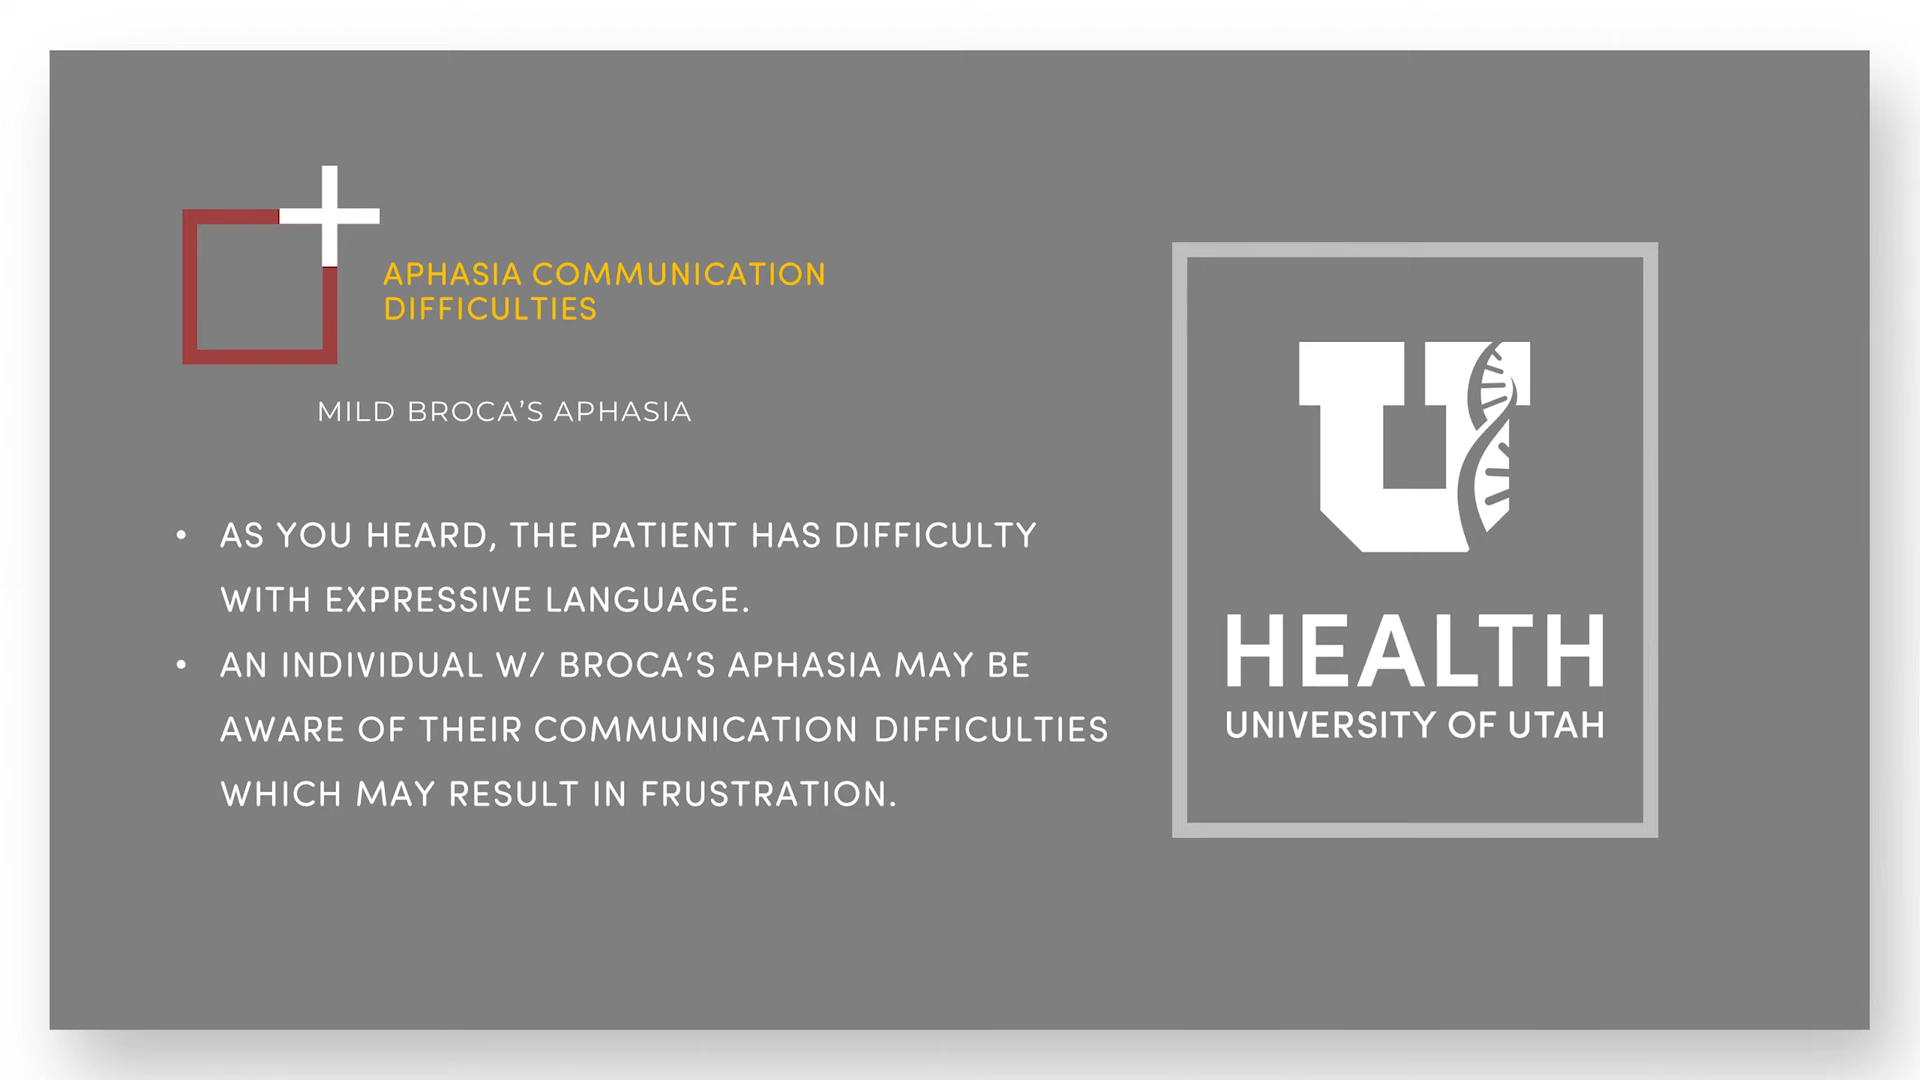 APHASIA COMMUNICATION
DIFFICULTIES
MILD BROCA’S APHASIA
• AS YOU HEARD, THE PATIENT HAS DIFFICULTY
WITH EXPRESSIVE LANGUAGE.
• AN INDIVIDUAL W/ BROCA’S APHASIA MAY BE
AWARE OF THEIR COMMUNICATION DIFFICULTIES
WHICH MAY RESULT IN FRUSTRATION.
U
HEALTH
UNIVERSITY OF UTAH